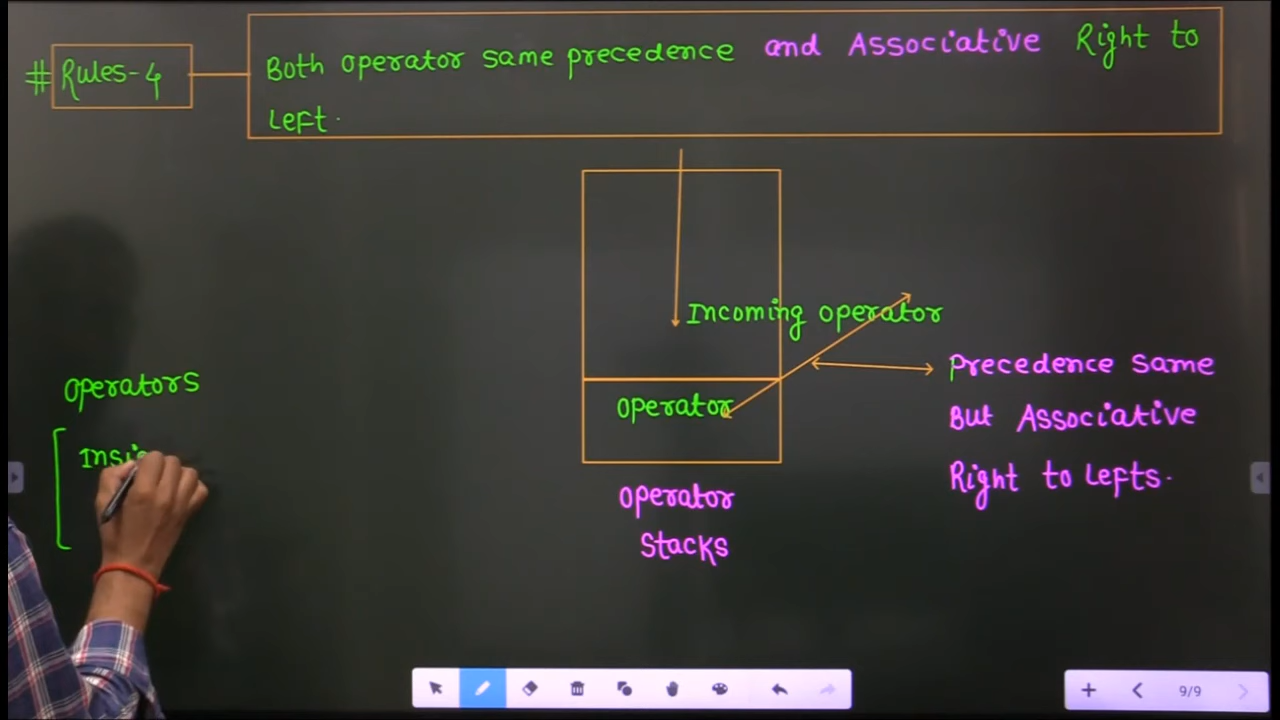 # Rules-4
Both operator same precedence and Associative Right to
Left.
Incoming operator
Operators
Precedence Same
operator
But Associative
Right to Lefts.
operator
Stacks
9/9